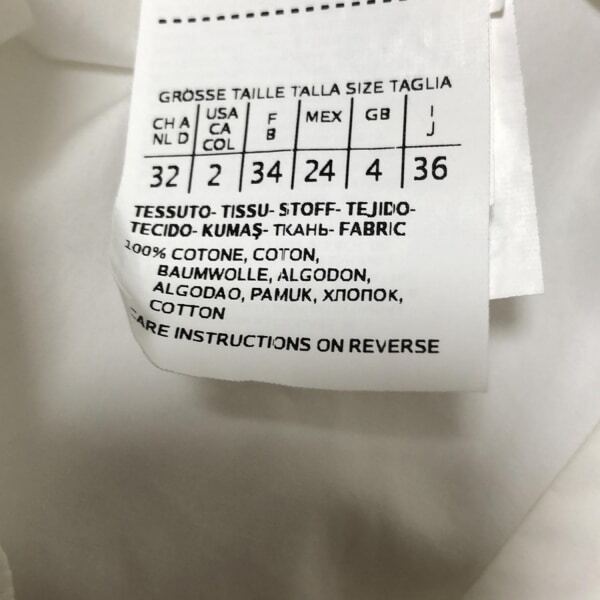 GRÖSSE TAILLE TALLA SIZE TAGLIA
CH A NL D USA CA COL F B MEX GB I J
32 2 34 24 4 36
TESSUTO- TISSU- STOFF- TEJIDO-
TECIDO- KUMAŞ- ТКАНЬ- FABRIC
100% COTONE, COTON,
BAUMWOLLE, ALGODON,
ALGODAO, PAMUK, ХЛОПОК,
COTTON
CARE INSTRUCTIONS ON REVERSE